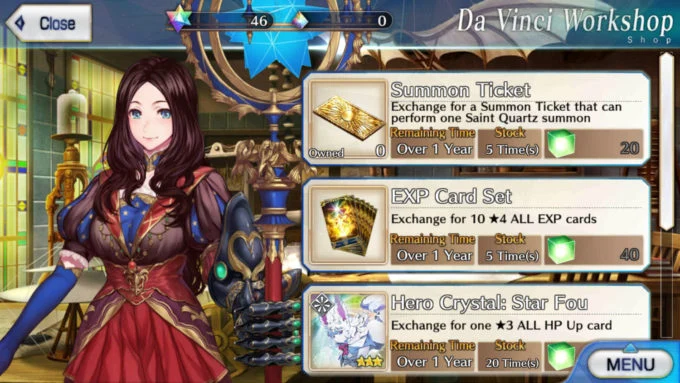 Close
46
0
Da Vinci Workshop
Shop
Summon Ticket
Exchange for a Summon Ticket that can
perform one Saint Quartz summon
Remaining Time Stock
Owned 0 Over 1 Year 5 Time(s) 20
EXP Card Set
Exchange for 10 ★4 ALL EXP cards
Remaining Time Stock
Over 1 Year 5 Time(s) 40
Hero Crystal: Star Fou
Exchange for one ★3 ALL HP Up card
Remaining Time Stock
Over 1 Year 20 Time(s)
MENU